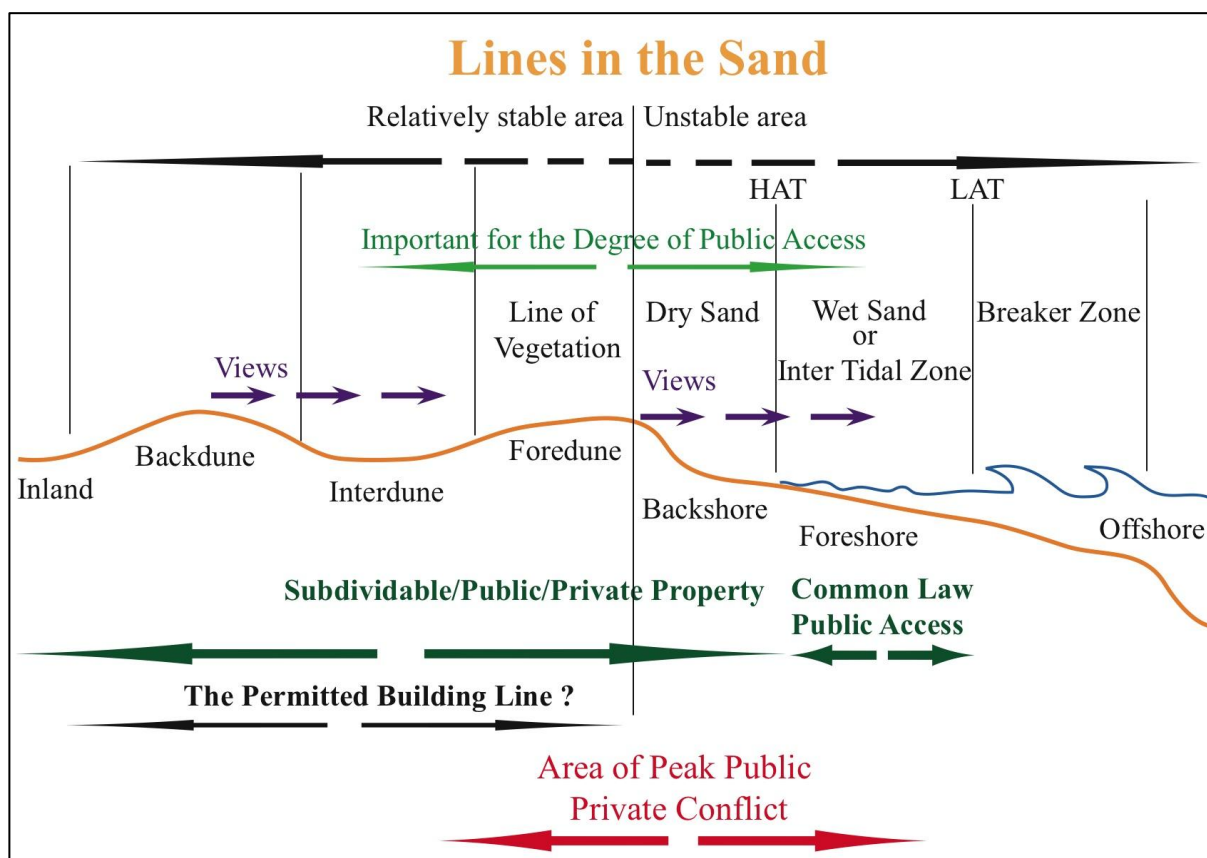 Lines in the Sand
Relatively stable area
Unstable area
HAT
LAT
Important for the Degree of Public Access
Line of
Vegetation
Dry Sand
Wet Sand
or
Inter Tidal Zone
Breaker Zone
Views
Views
Backdune
Foredune
Inland
Interdune
Backshore
Foreshore
Offshore
Subdividable/Public/Private Property
Common Law
Public Access
The Permitted Building Line ?
Area of Peak Public
Private Conflict